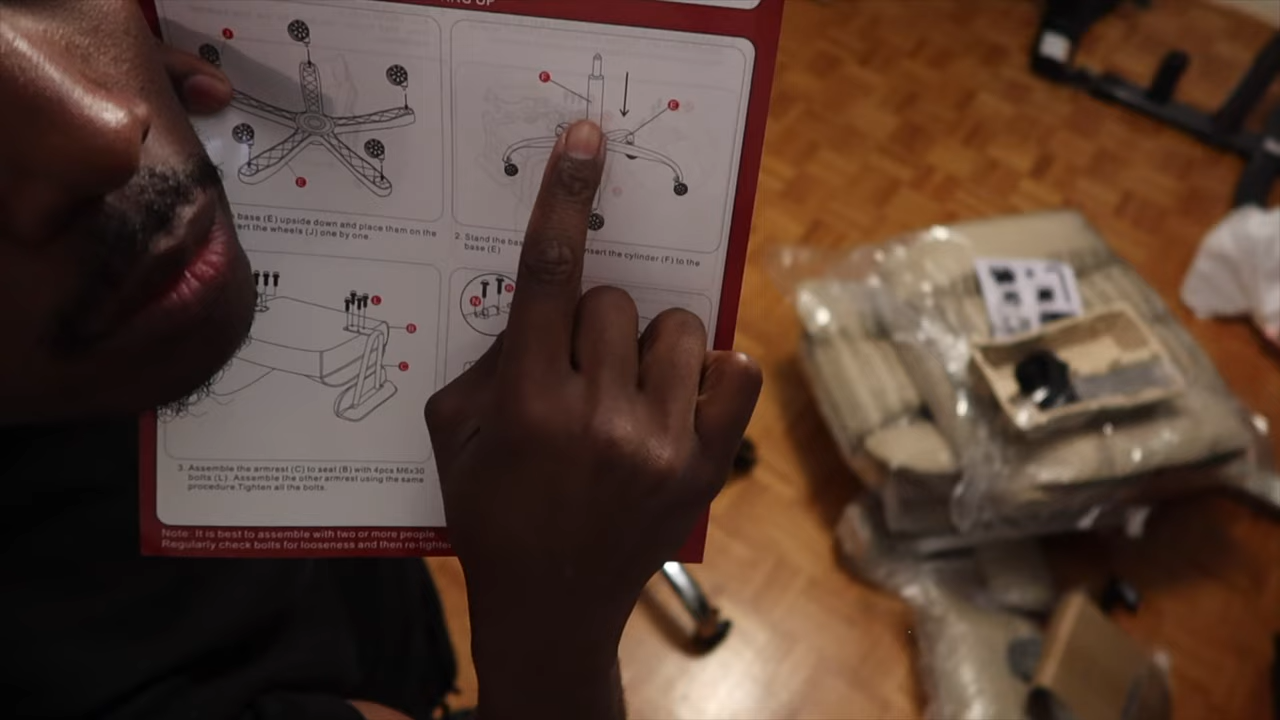 NG UP
J
F
E
E
base (E) upside down and place them on the
ert the wheels (J) one by one.
2. Stand the bas
nsert the cylinder (F) to the
base (E)
L
B
C
N
3. Assemble the armrest (C) to seat (B) with 4pcs M6x30
bolts (L). Assemble the other armrest using the same
procedure.Tighten all the bolts.
Note: It is best to assemble with two or more people.
Regularly check bolts for looseness and then re-tighte